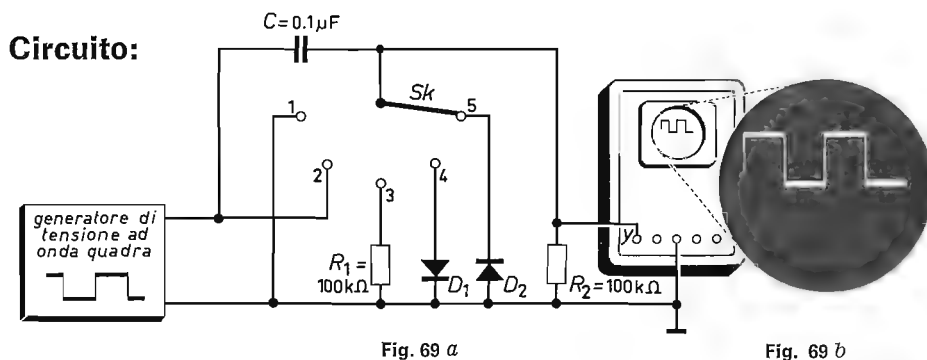 Circuito:
C=0.1µF
Sk
1
2
3
4
5
generatore di
tensione ad
onda quadra
R1=
100kΩ
D1
D2
R2=100kΩ
y
Fig. 69 a
Fig. 69 b